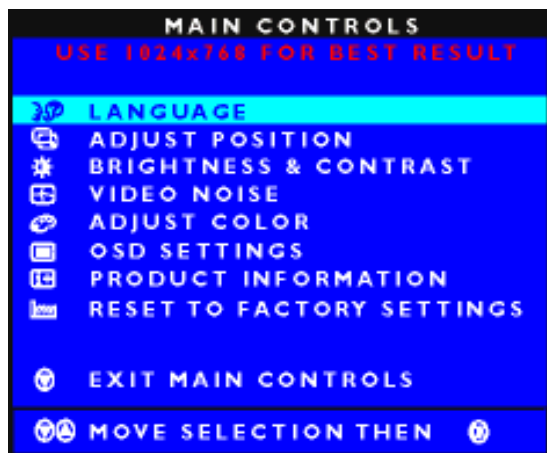 MAIN CONTROLS
USE 1024x768 FOR BEST RESULT
LANGUAGE
ADJUST POSITION
BRIGHTNESS & CONTRAST
VIDEO NOISE
ADJUST COLOR
OSD SETTINGS
PRODUCT INFORMATION
RESET TO FACTORY SETTINGS
EXIT MAIN CONTROLS
MOVE SELECTION THEN